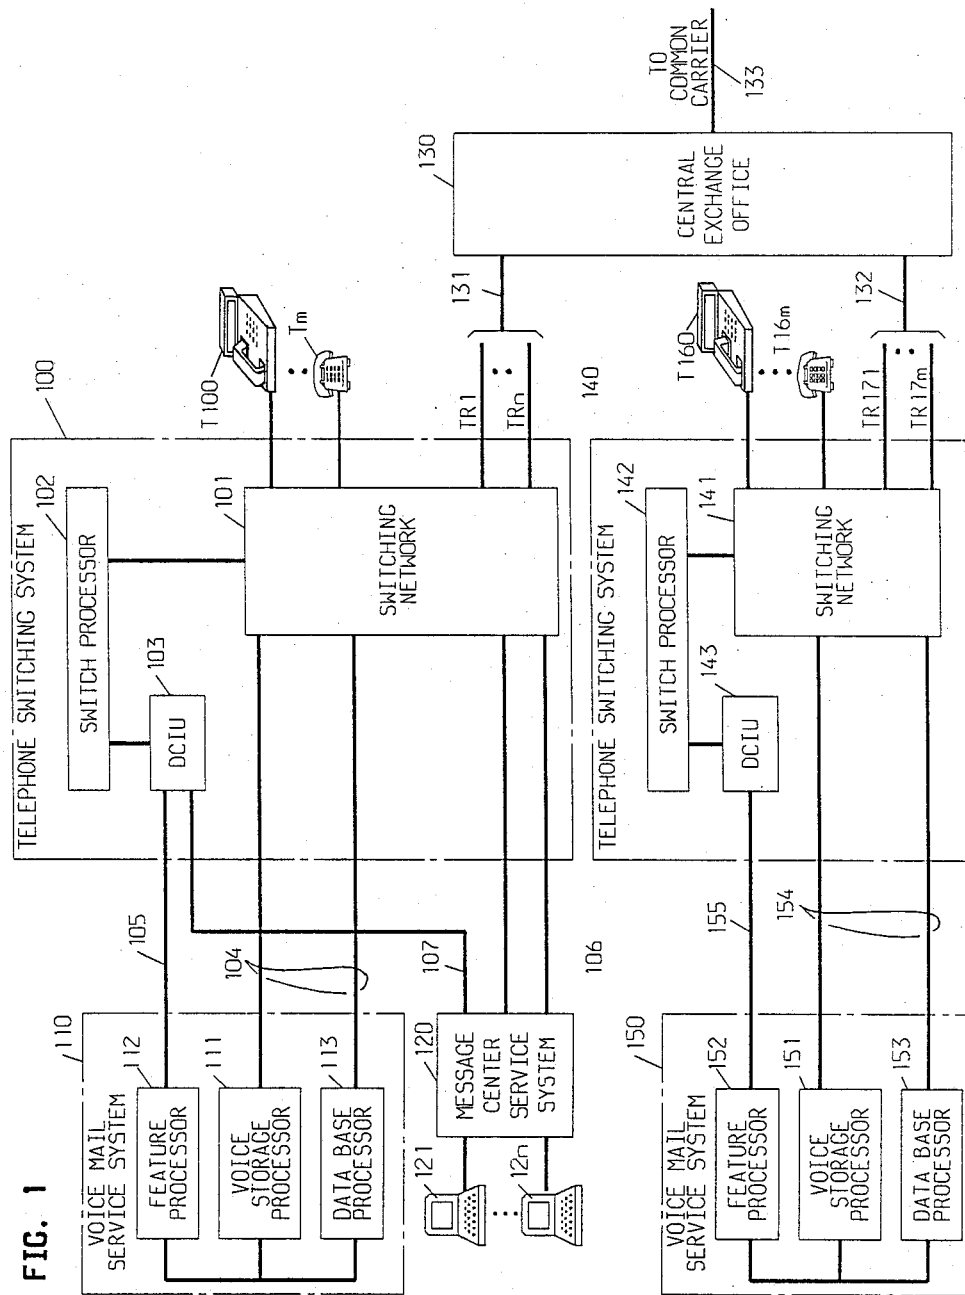 FIG. 1
VOICE MAIL
SERVICE SYSTEM
110
FEATURE
PROCESSOR
112
VOICE
STORAGE
PROCESSOR
111
DATA BASE
PROCESSOR
113
105
104
107
106
MESSAGE
CENTER
SERVICE
SYSTEM
120
121
12n
TELEPHONE SWITCHING SYSTEM
100
SWITCH PROCESSOR
102
DCIU
103
SWITCHING
NETWORK
101
T100
Tm
TR1
TRn
131
140
CENTRAL
EXCHANGE
OFFICE
130
TO
COMMON
CARRIER
133
132
VOICE MAIL
SERVICE SYSTEM
150
FEATURE
PROCESSOR
152
VOICE
STORAGE
PROCESSOR
151
DATA BASE
PROCESSOR
153
155
154
TELEPHONE SWITCHING SYSTEM
SWITCH PROCESSOR
142
DCIU
143
SWITCHING
NETWORK
141
T160
T16m
TR171
TR17m